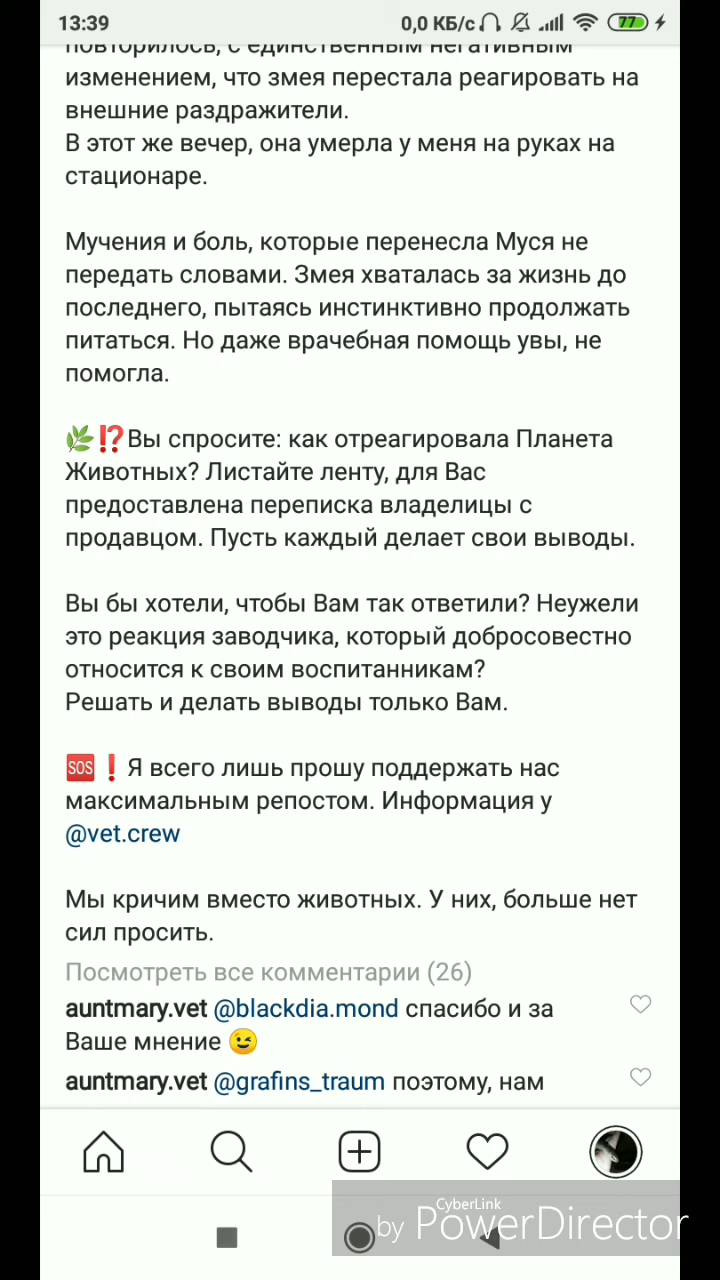 13:39 0,0 КБ/с 77
повторилось, с единственным негативным
изменением, что змея перестала реагировать на
внешние раздражители.
В этот же вечер, она умерла у меня на руках на
стационаре.
Мучения и боль, которые перенесла Муся не
передать словами. Змея хваталась за жизнь до
последнего, пытаясь инстинктивно продолжать
питаться. Но даже врачебная помощь увы, не
помогла.
🌿⁉️Вы спросите: как отреагировала Планета
Животных? Листайте ленту, для Вас
предоставлена переписка владелицы с
продавцом. Пусть каждый делает свои выводы.
Вы бы хотели, чтобы Вам так ответили? Неужели
это реакция заводчика, который добросовестно
относится к своим воспитанникам?
Решать и делать выводы только Вам.
🆘❗Я всего лишь прошу поддержать нас
максимальным репостом. Информация у
@vet.crew
Мы кричим вместо животных. У них, больше нет
сил просить.
Посмотреть все комментарии (26)
auntmary.vet @blackdia.mond спасибо и за
Ваше мнение 😉
auntmary.vet @grafins_traum поэтому, нам
CyberLink
by PowerDirector